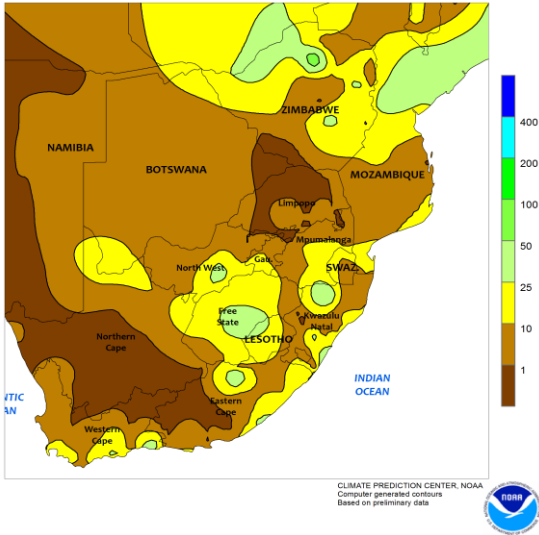 ZIMBABWE
NAMIBIA
BOTSWANA
MOZAMBIQUE
Limpopo
Mpumalanga
Gau.
North West
SWAZ.
Free
State
Kwazulu
Natal
Northern
Cape
LESOTHO
INDIAN
OCEAN
NTIC
AN
Eastern
Cape
Western
Cape
400
200
100
50
25
10
1
CLIMATE PREDICTION CENTER, NOAA
Computer generated contours
Based on preliminary data
NOAA